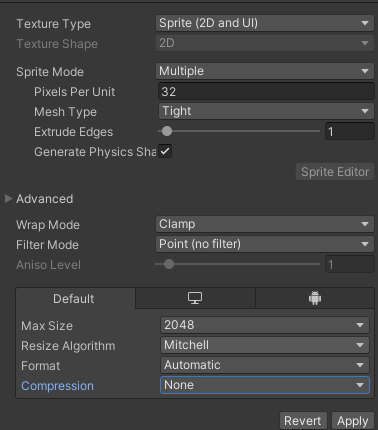 Texture Type Sprite (2D and UI)
Texture Shape 2D
Sprite Mode Multiple
Pixels Per Unit 32
Mesh Type Tight
Extrude Edges 1
Generate Physics Sha
Sprite Editor
Advanced
Wrap Mode Clamp
Filter Mode Point (no filter)
Aniso Level 1
Default
Max Size 2048
Resize Algorithm Mitchell
Format Automatic
Compression None
Revert Apply